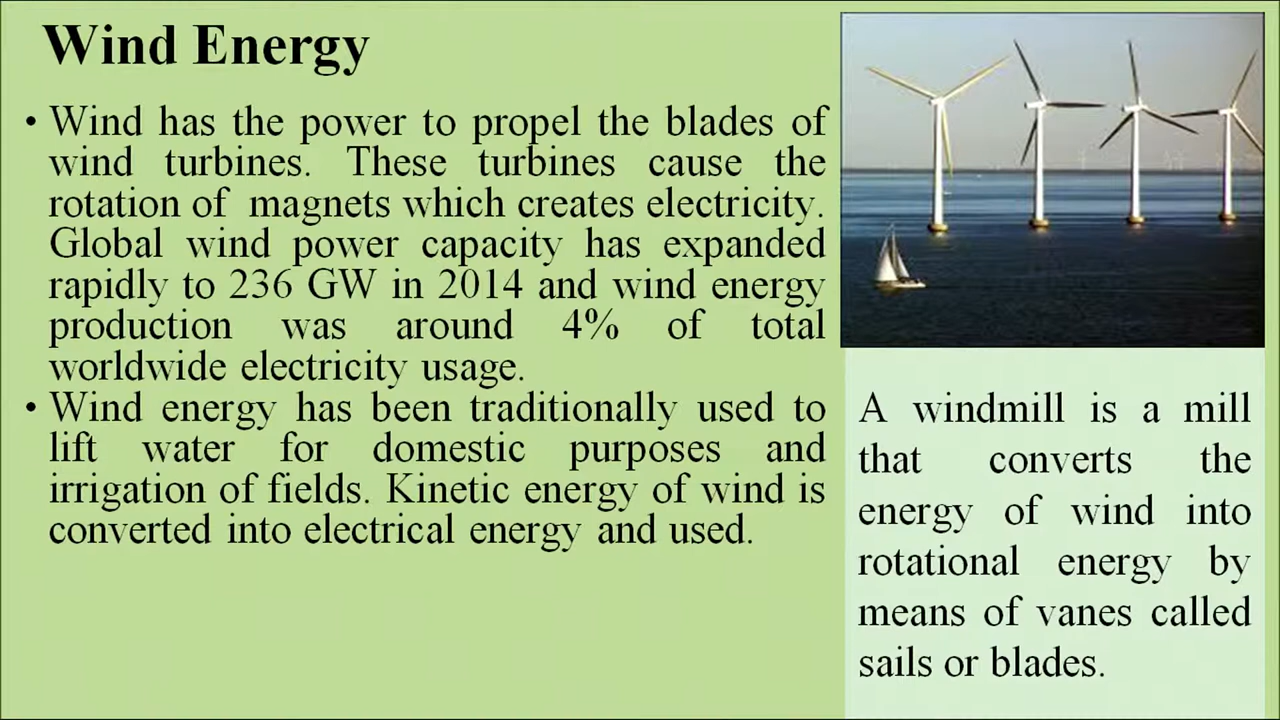 Wind Energy
• Wind has the power to propel the blades of
wind turbines. These turbines cause the
rotation of magnets which creates electricity.
Global wind power capacity has expanded
rapidly to 236 GW in 2014 and wind energy
production was around 4% of total
worldwide electricity usage.
• Wind energy has been traditionally used to
lift water for domestic purposes and
irrigation of fields. Kinetic energy of wind is
converted into electrical energy and used.
A windmill is a mill
that converts the
energy of wind into
rotational energy by
means of vanes called
sails or blades.